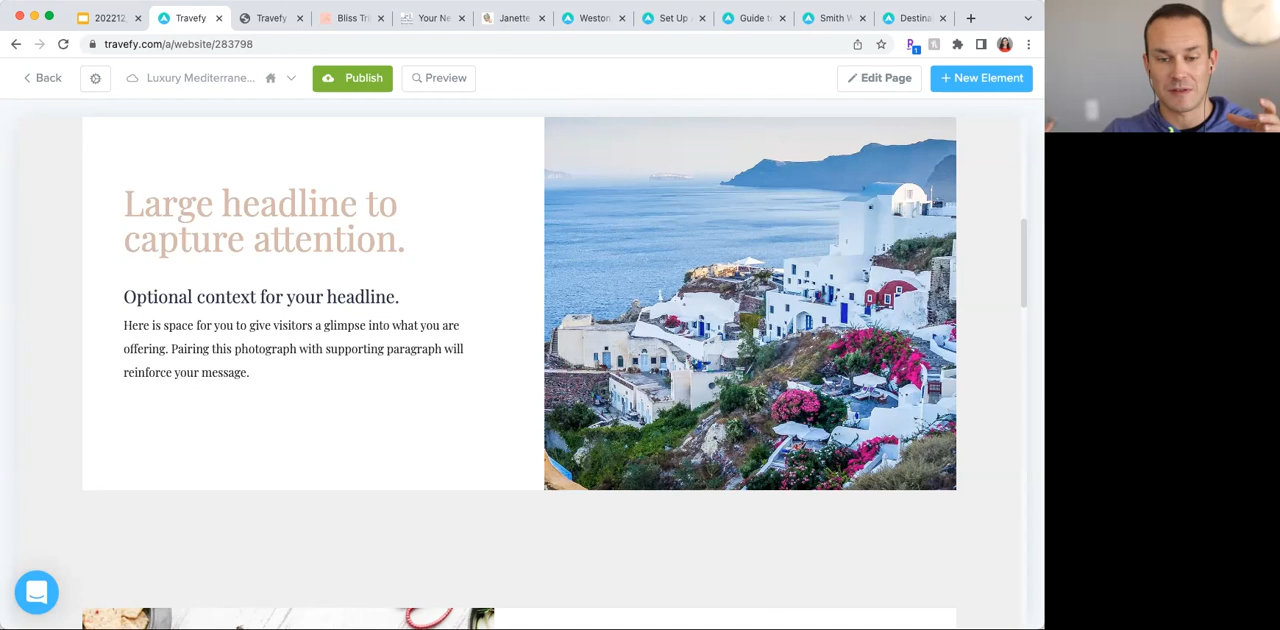 202212
Travefy
Travefy
Bliss Tri
Your Ne
Janette
Weston
Set Up
Guide t
Smith W
Destina
travefy.com/a/website/283798
1
Back
Luxury Mediterrane...
Publish
Preview
Edit Page
+ New Element
Large headline to
capture attention.
Optional context for your headline.
Here is space for you to give visitors a glimpse into what you are
offering. Pairing this photograph with supporting paragraph will
reinforce your message.